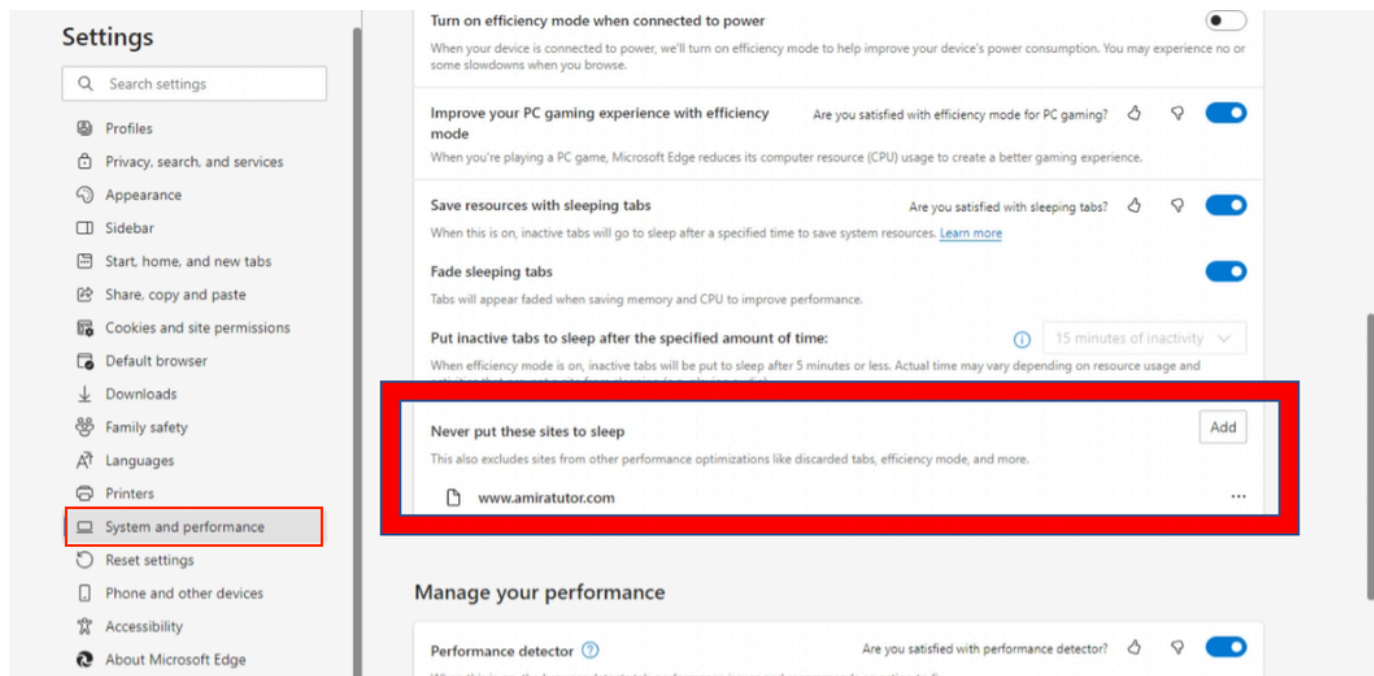 Settings
Search settings
Profiles
Privacy, search, and services
Appearance
Sidebar
Start, home, and new tabs
Share, copy and paste
Cookies and site permissions
Default browser
Downloads
Family safety
Languages
Printers
System and performance
Reset settings
Phone and other devices
Accessibility
About Microsoft Edge
Turn on efficiency mode when connected to power
When your device is connected to power, we'll turn on efficiency mode to help improve your device's power consumption. You may experience no or
some slowdowns when you browse.
Improve your PC gaming experience with efficiency
mode
Are you satisfied with efficiency mode for PC gaming?
When you're playing a PC game, Microsoft Edge reduces its computer resource (CPU) usage to create a better gaming experience.
Save resources with sleeping tabs
Are you satisfied with sleeping tabs?
When this is on, inactive tabs will go to sleep after a specified time to save system resources. Learn more
Fade sleeping tabs
Tabs will appear faded when saving memory and CPU to improve performance.
Put inactive tabs to sleep after the specified amount of time:
15 minutes of inactivity
When efficiency mode is on, inactive tabs will be put to sleep after 5 minutes or less. Actual time may vary depending on resource usage and
Never put these sites to sleep
Add
This also excludes sites from other performance optimizations like discarded tabs, efficiency mode, and more.
www.amiratutor.com
Manage your performance
Performance detector
Are you satisfied with performance detector?